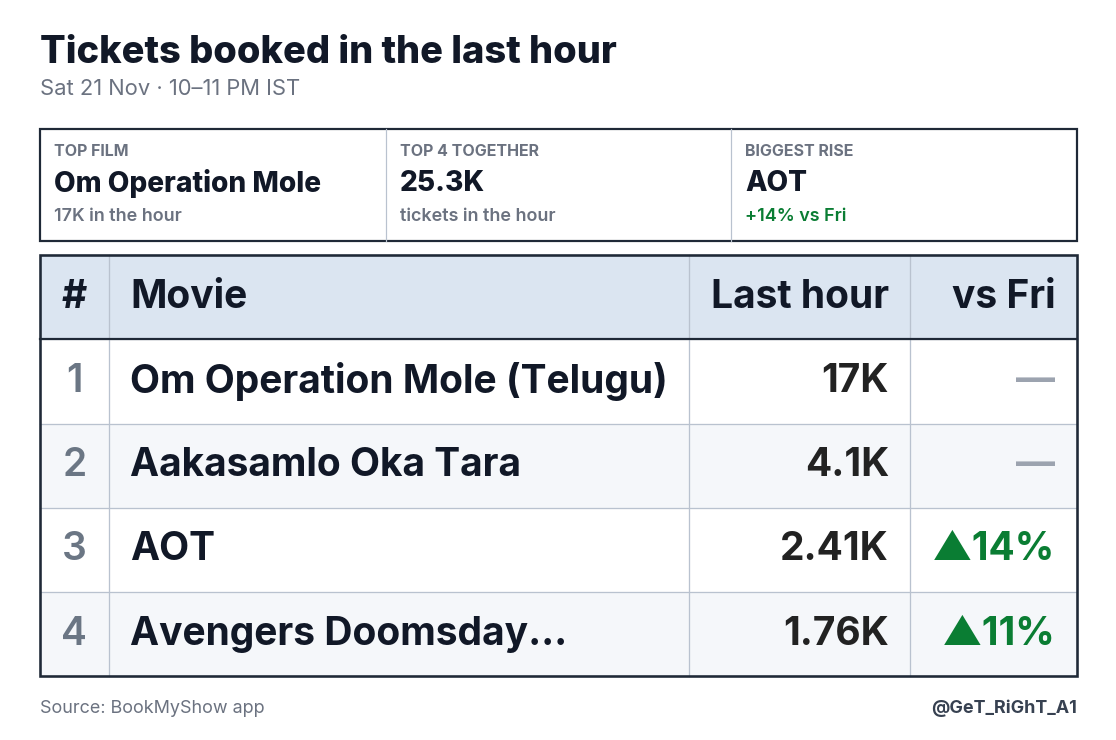 Tickets booked in the last hour
Sat 21 Nov · 10–11 PM IST
TOP FILM
Om Operation Mole
17K in the hour
TOP 4 TOGETHER
25.3K
tickets in the hour
BIGGEST RISE
AOT
+14% vs Fri
# Movie Last hour vs Fri
1 Om Operation Mole (Telugu) 17K —
2 Aakasamlo Oka Tara 4.1K —
3 AOT 2.41K ▲14%
4 Avengers Doomsday... 1.76K ▲11%
Source: BookMyShow app
@GeT_RiGhT_A1